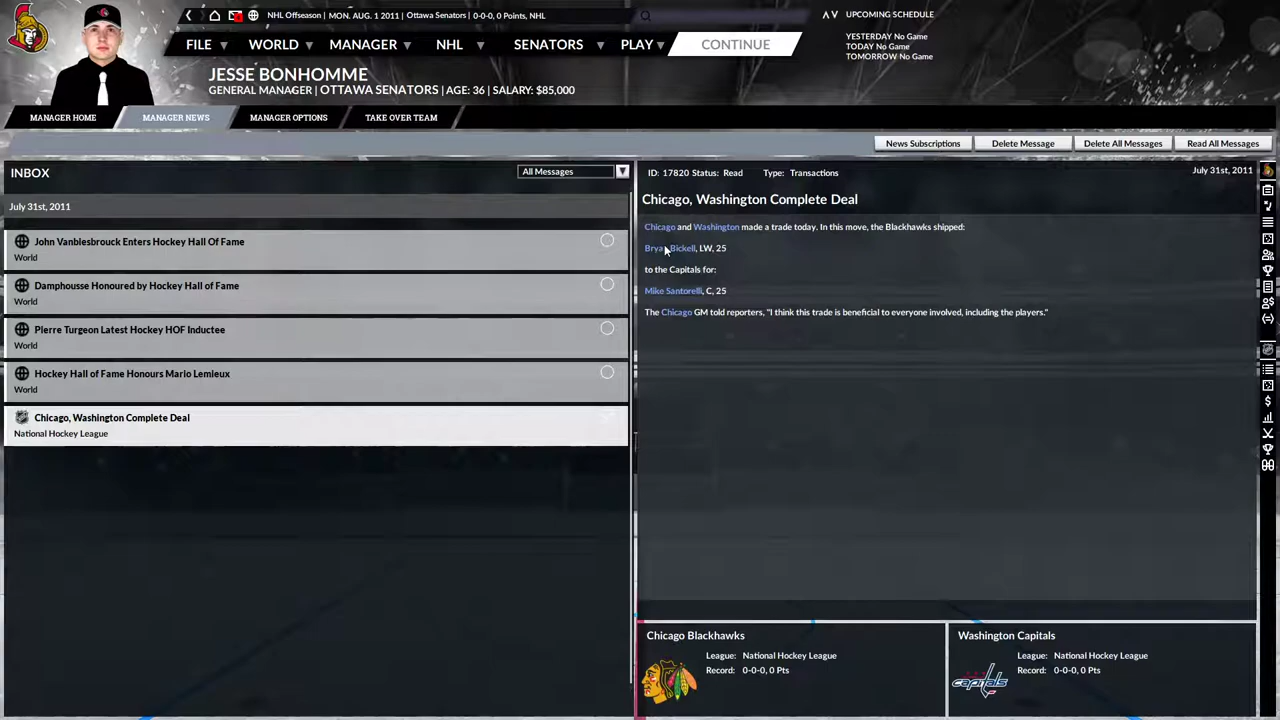 NHL Offseason | MON. AUG. 1 2011 | Ottawa Senators | 0-0-0, 0 Points, NHL
UPCOMING SCHEDULE
YESTERDAY No Game
TODAY No Game
TOMORROW No Game
FILE WORLD MANAGER NHL SENATORS PLAY CONTINUE
JESSE BONHOMME
GENERAL MANAGER | OTTAWA SENATORS | AGE: 36 | SALARY: $85,000
MANAGER HOME MANAGER NEWS MANAGER OPTIONS TAKE OVER TEAM
News Subscriptions Delete Message Delete All Messages Read All Messages
INBOX All Messages
July 31st, 2011
John Vanbiesbrouck Enters Hockey Hall Of Fame
World
Damphousse Honoured by Hockey Hall of Fame
World
Pierre Turgeon Latest Hockey HOF Inductee
World
Hockey Hall of Fame Honours Mario Lemieux
World
Chicago, Washington Complete Deal
National Hockey League
ID: 17820 Status: Read Type: Transactions July 31st, 2011
Chicago, Washington Complete Deal
Chicago and Washington made a trade today. In this move, the Blackhawks shipped:
Bryan Bickell, LW, 25
to the Capitals for:
Mike Santorelli, C, 25
The Chicago GM told reporters, "I think this trade is beneficial to everyone involved, including the players."
Chicago Blackhawks
League: National Hockey League
Record: 0-0-0, 0 Pts
Washington Capitals
League: National Hockey League
Record: 0-0-0, 0 Pts
capitals